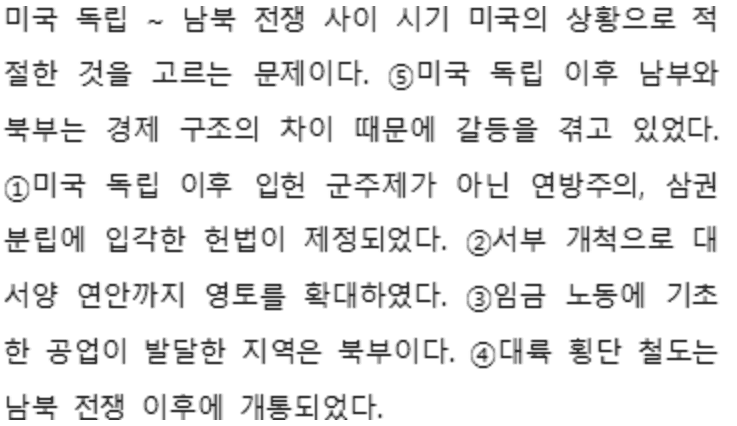 미국 독립 ~ 남북 전쟁 사이 시기 미국의 상황으로 적
절한 것을 고르는 문제이다. ⑤미국 독립 이후 남부와
북부는 경제 구조의 차이 때문에 갈등을 겪고 있었다.
①미국 독립 이후 입헌 군주제가 아닌 연방주의, 삼권
분립에 입각한 헌법이 제정되었다. ②서부 개척으로 대
서양 연안까지 영토를 확대하였다. ③임금 노동에 기초
한 공업이 발달한 지역은 북부이다. ④대륙 횡단 철도는
남북 전쟁 이후에 개통되었다.